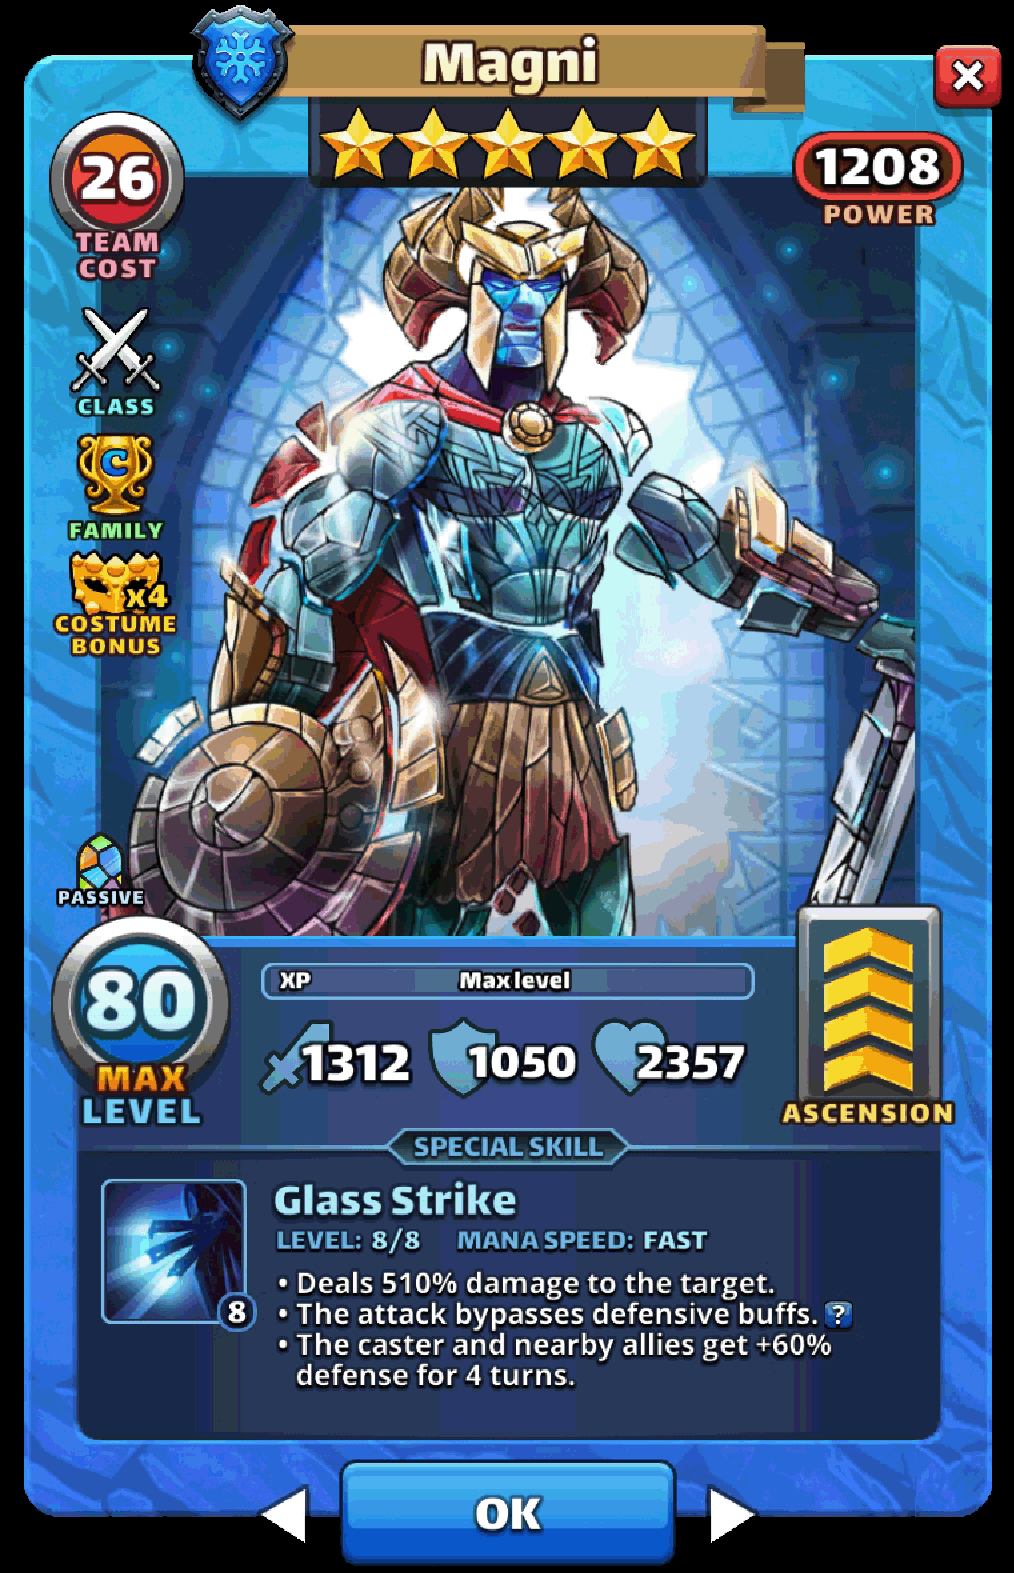 Magni
26
TEAM
COST
1208
POWER
CLASS
C
FAMILY
x4
COSTUME
BONUS
PASSIVE
80
MAX
LEVEL
XP Max level
1312 1050 2357
ASCENSION
SPECIAL SKILL
Glass Strike
LEVEL: 8/8 MANA SPEED: FAST
8
• Deals 510% damage to the target.
• The attack bypasses defensive buffs. ?
• The caster and nearby allies get +60%
defense for 4 turns.
OK